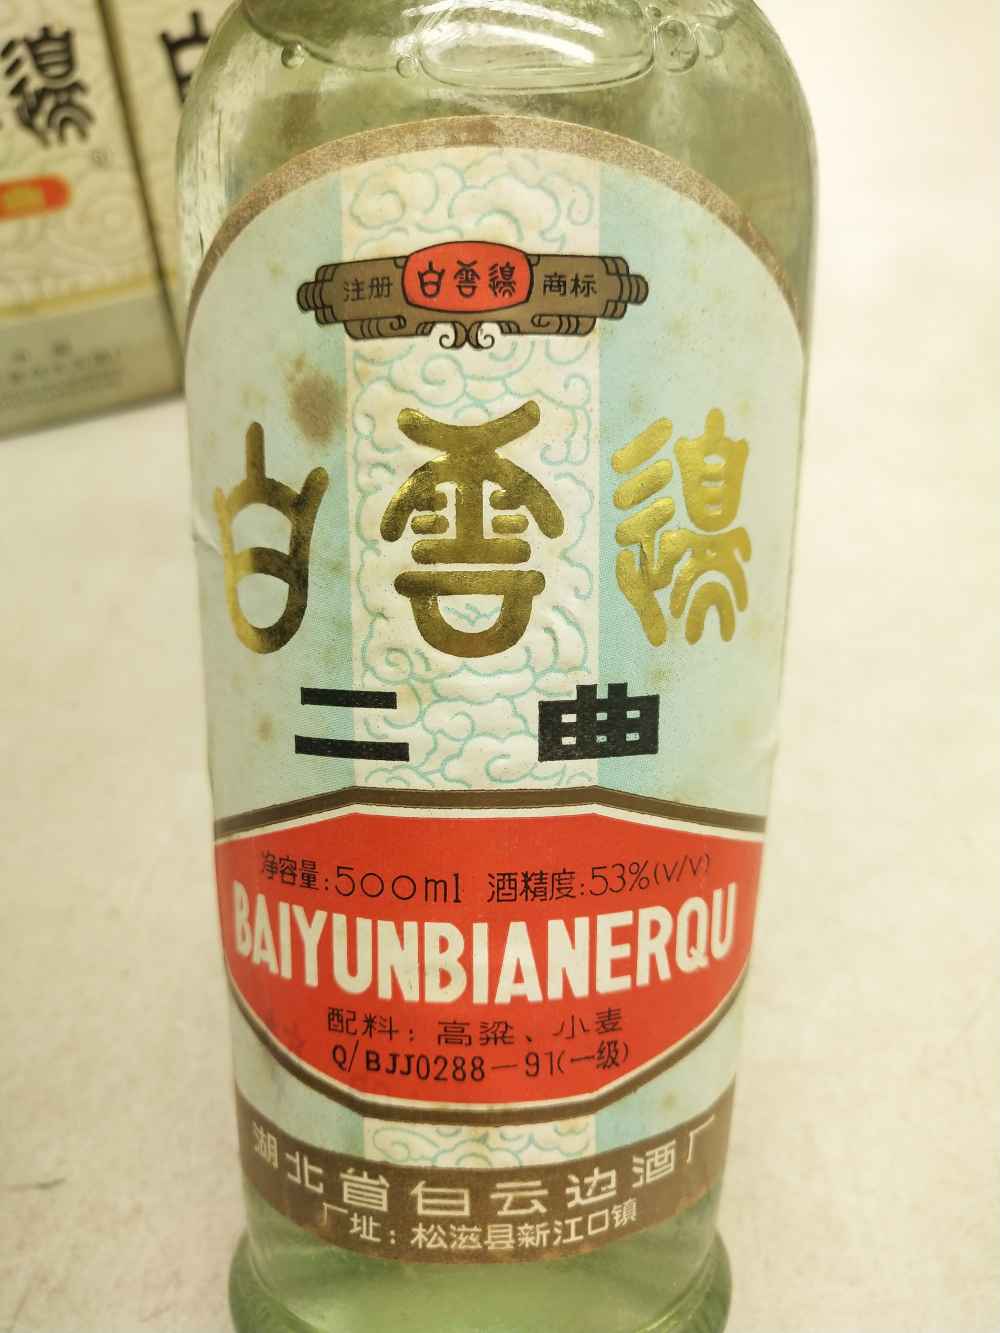 注册 白雲邊 商标
白雲邊
二曲
净容量:500ml 酒精度:53%(v/v)
BAIYUNBIANERQU
配料：高粱、小麦
Q/BJJ0288—91(一级)
湖北省白云边酒厂
厂址：松滋县新江口镇
邊
白